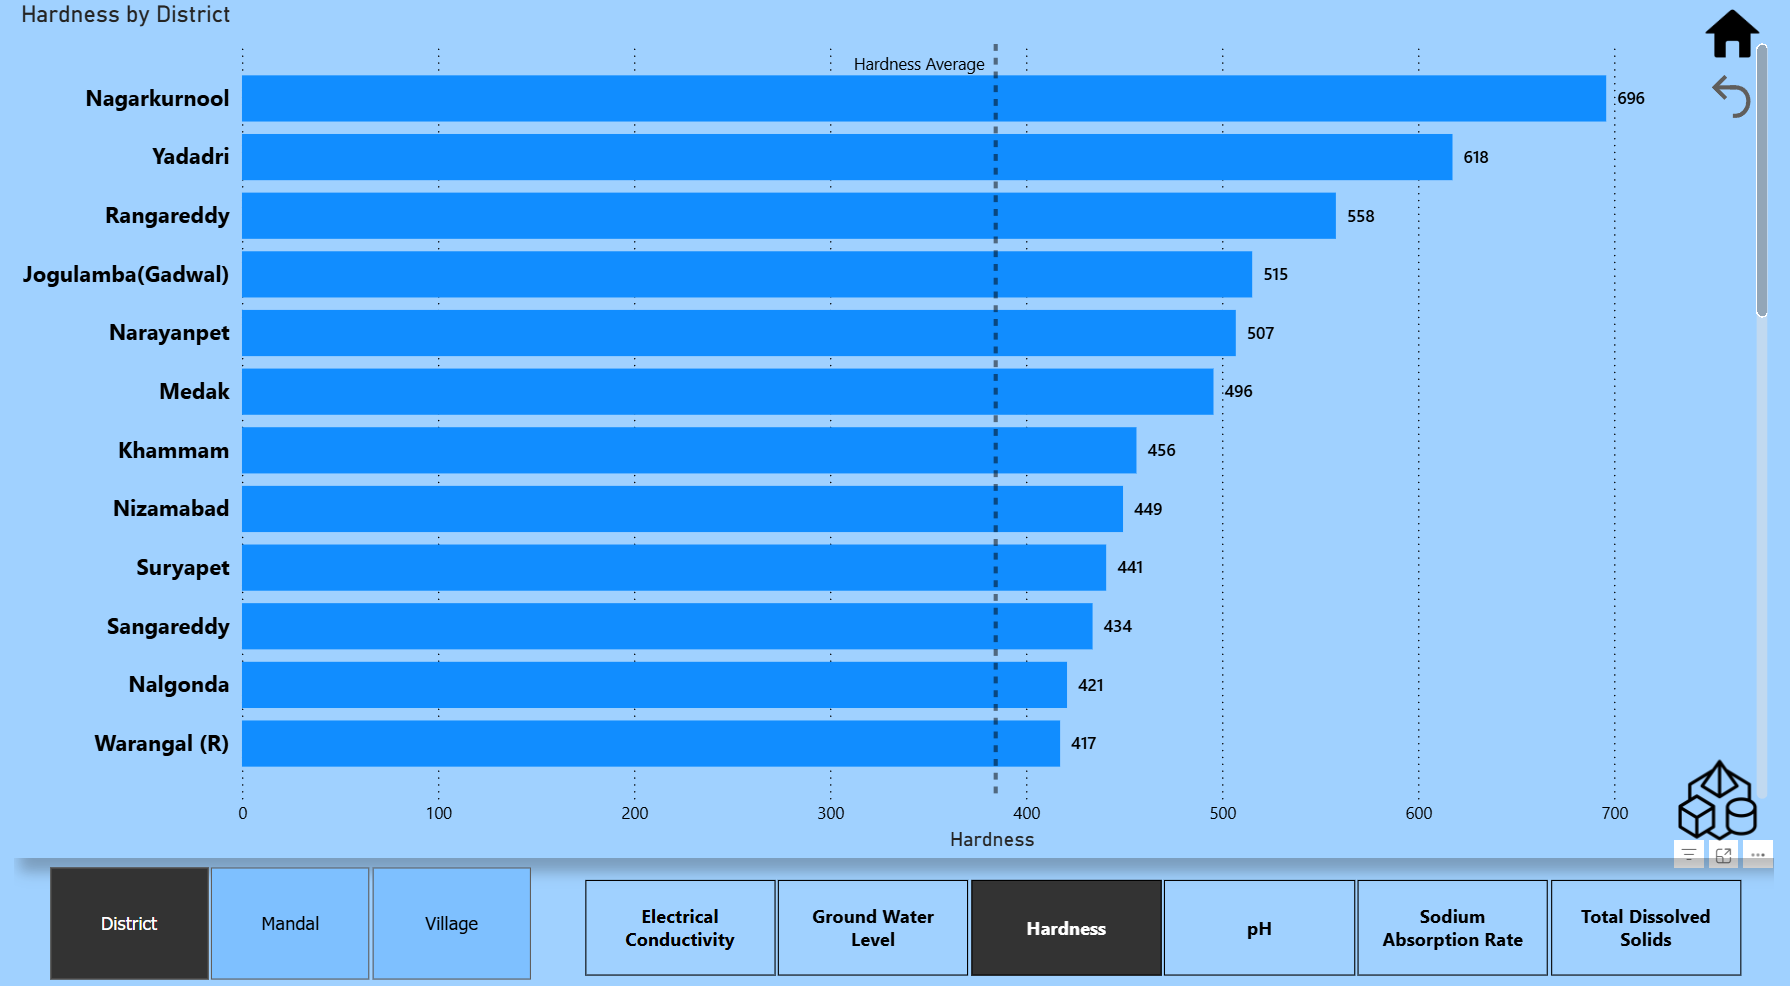 Hardness by District
Hardness Average
Nagarkurnool 696
Yadadri 618
Rangareddy 558
Jogulamba(Gadwal) 515
Narayanpet 507
Medak 496
Khammam 456
Nizamabad 449
Suryapet 441
Sangareddy 434
Nalgonda 421
Warangal (R) 417
0 100 200 300 400 500 600 700
Hardness
District Mandal Village
Electrical
Conductivity
Ground Water
Level
Hardness
pH
Sodium
Absorption Rate
Total Dissolved
Solids